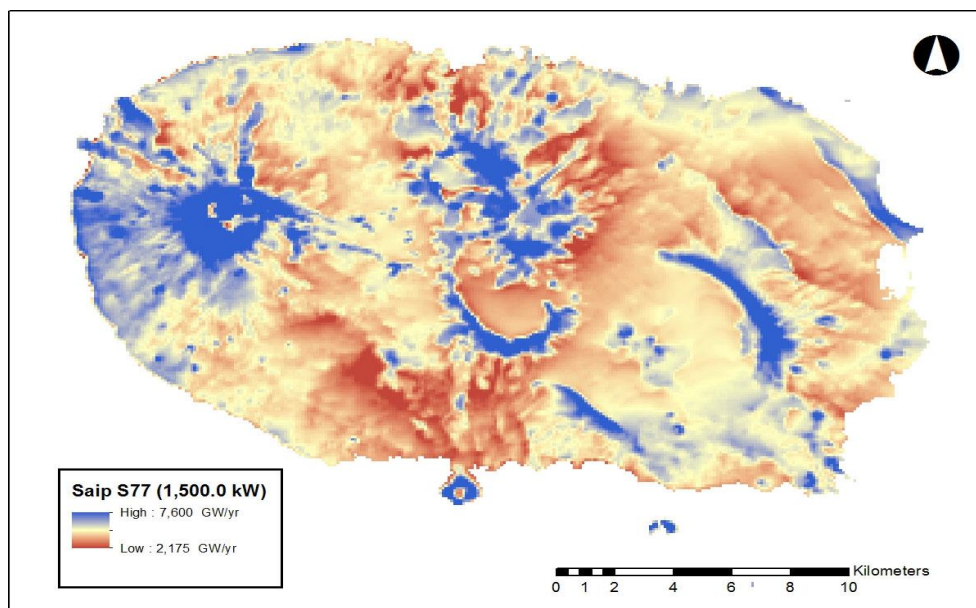 Saip S77 (1,500.0 kW)
High : 7,600 GW/yr
Low : 2,175 GW/yr
Kilometers
0 1 2 4 6 8 10